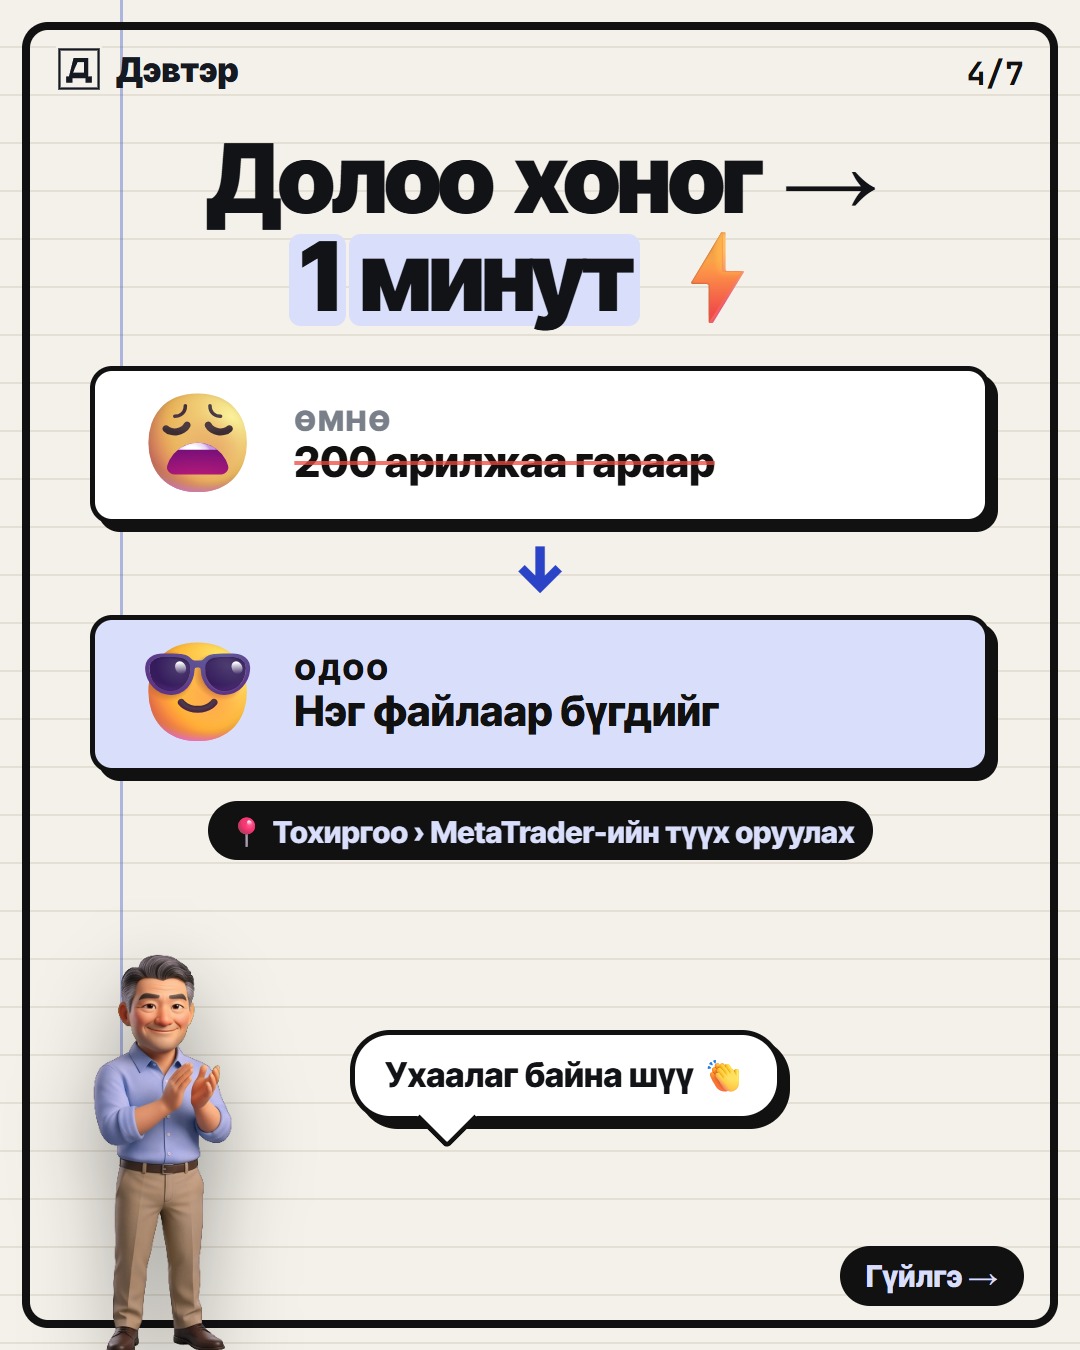 Д Дэвтэр
4/7
Долоо хоног →
1 минут
өмнө
200 арилжаа гараар
↓
одоо
Нэг файлаар бүгдийг
Тохиргоо › MetaTrader-ийн түүх оруулах
Ухаалаг байна шүү
Гүйлгэ →